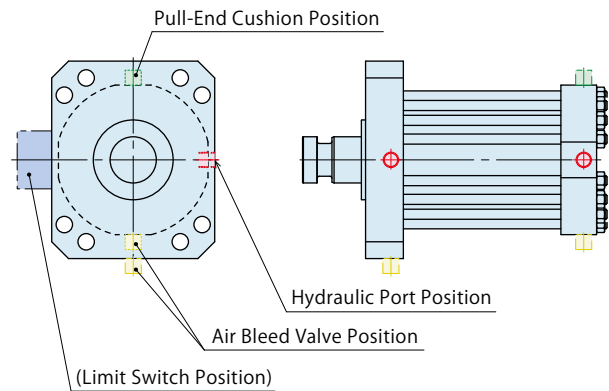 Pull-End Cushion Position
Hydraulic Port Position
Air Bleed Valve Position
(Limit Switch Position)